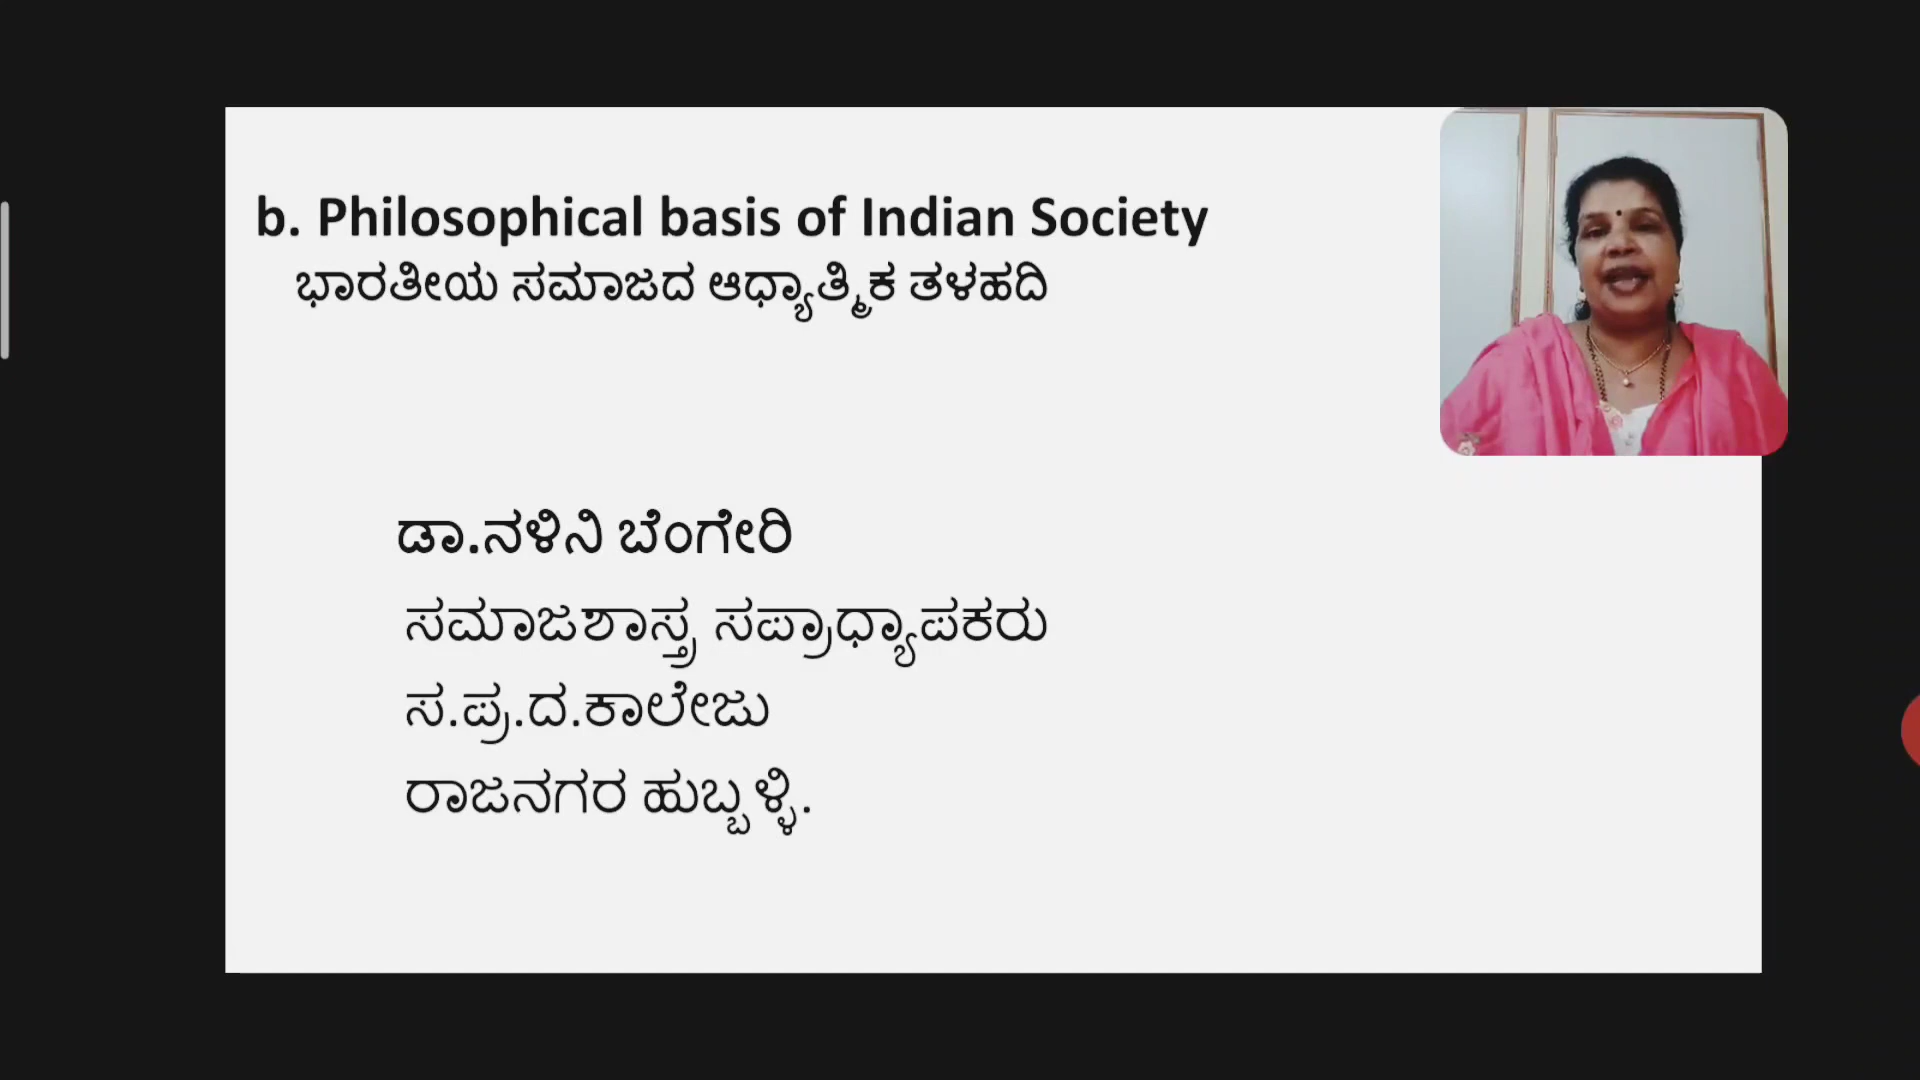 b. Philosophical basis of Indian Society
ಭಾರತೀಯ ಸಮಾಜದ ಆಧ್ಯಾತ್ಮಿಕ ತಳಹದಿ
ಡಾ.ನಳಿನಿ ಬೆಂಗೇರಿ
ಸಮಾಜಶಾಸ್ತ್ರ ಸಪ್ರಾಧ್ಯಾಪಕರು
ಸ.ಪ್ರ.ದ.ಕಾಲೇಜು
ರಾಜನಗರ ಹುಬ್ಬಳ್ಳಿ.